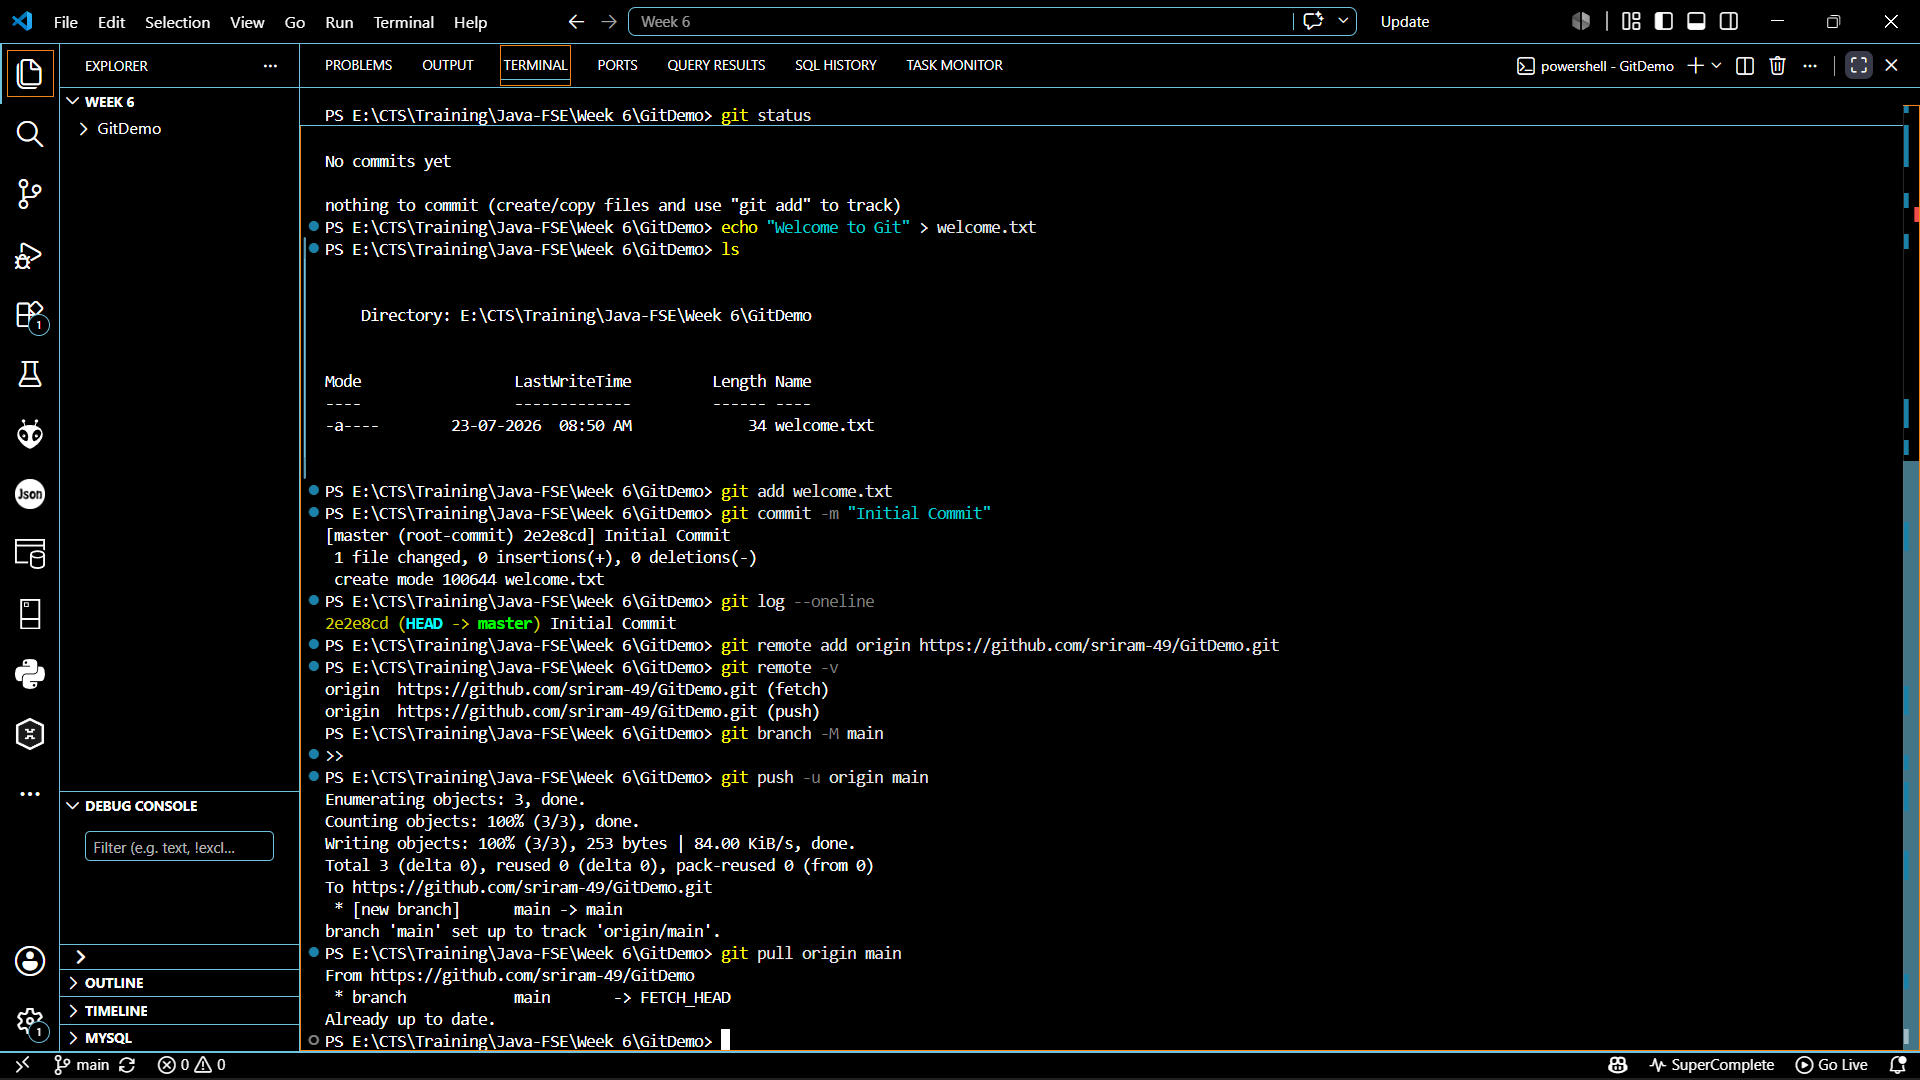 File Edit Selection View Go Run Terminal Help
Week 6
Update
EXPLORER
WEEK 6
GitDemo
PROBLEMS OUTPUT TERMINAL PORTS QUERY RESULTS SQL HISTORY TASK MONITOR
powershell - GitDemo
PS E:\CTS\Training\Java-FSE\Week 6\GitDemo> git status
No commits yet
nothing to commit (create/copy files and use "git add" to track)
PS E:\CTS\Training\Java-FSE\Week 6\GitDemo> echo "Welcome to Git" > welcome.txt
PS E:\CTS\Training\Java-FSE\Week 6\GitDemo> ls
Directory: E:\CTS\Training\Java-FSE\Week 6\GitDemo
Mode LastWriteTime Length Name
---- ------------- ------ ----
-a---- 23-07-2026 08:50 AM 34 welcome.txt
PS E:\CTS\Training\Java-FSE\Week 6\GitDemo> git add welcome.txt
PS E:\CTS\Training\Java-FSE\Week 6\GitDemo> git commit -m "Initial Commit"
[master (root-commit) 2e2e8cd] Initial Commit
1 file changed, 0 insertions(+), 0 deletions(-)
create mode 100644 welcome.txt
PS E:\CTS\Training\Java-FSE\Week 6\GitDemo> git log --oneline
2e2e8cd (HEAD -> master) Initial Commit
PS E:\CTS\Training\Java-FSE\Week 6\GitDemo> git remote add origin https://github.com/sriram-49/GitDemo.git
PS E:\CTS\Training\Java-FSE\Week 6\GitDemo> git remote -v
origin https://github.com/sriram-49/GitDemo.git (fetch)
origin https://github.com/sriram-49/GitDemo.git (push)
PS E:\CTS\Training\Java-FSE\Week 6\GitDemo> git branch -M main
>>
PS E:\CTS\Training\Java-FSE\Week 6\GitDemo> git push -u origin main
Enumerating objects: 3, done.
Counting objects: 100% (3/3), done.
Writing objects: 100% (3/3), 253 bytes | 84.00 KiB/s, done.
Total 3 (delta 0), reused 0 (delta 0), pack-reused 0 (from 0)
To https://github.com/sriram-49/GitDemo.git
* [new branch] main -> main
branch 'main' set up to track 'origin/main'.
PS E:\CTS\Training\Java-FSE\Week 6\GitDemo> git pull origin main
From https://github.com/sriram-49/GitDemo
* branch main -> FETCH_HEAD
Already up to date.
PS E:\CTS\Training\Java-FSE\Week 6\GitDemo>
1
Json
DEBUG CONSOLE
Filter (e.g. text, !excl...
OUTLINE
TIMELINE
MYSQL
1
main 0 0
SuperComplete Go Live